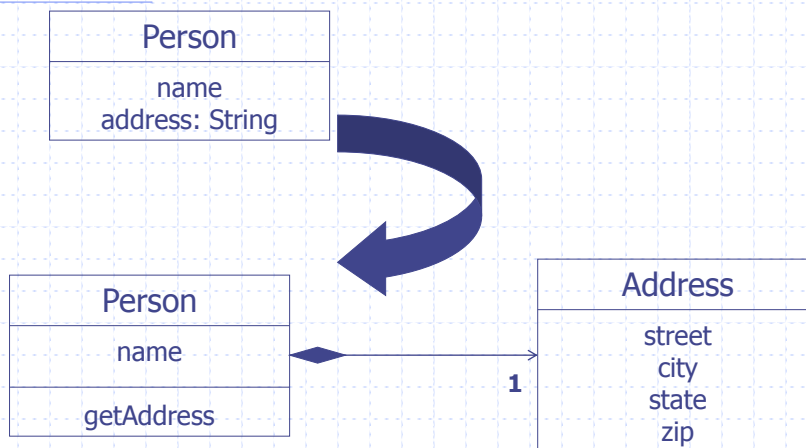 Person
name
address: String
Person
name
getAddress
1
Address
street
city
state
zip